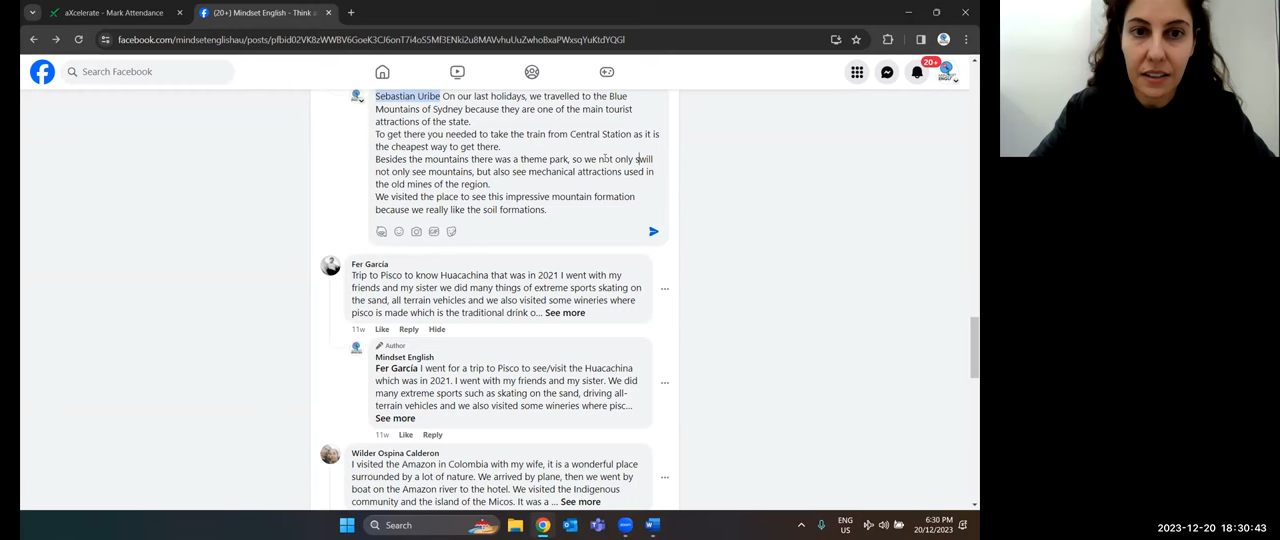 aXcelerate - Mark Attendance
(20+) Mindset English - Think a
facebook.com/mindsetenglishau/posts/pfbid02VK8zWWBV6GoeK3CJ6onT7i4oS5Mf3ENki2u8MAVvhuUuZwhoBxaPWxsqYuKtdYQGl
Search Facebook
20+
Sebastian Uribe On our last holidays, we travelled to the Blue
Mountains of Sydney because they are one of the main tourist
attractions of the state.
To get there you needed to take the train from Central Station as it is
the cheapest way to get there.
Besides the mountains there was a theme park, so we not only swill
not only see mountains, but also see mechanical attractions used in
the old mines of the region.
We visited the place to see this impressive mountain formation
because we really like the soil formations.
Fer García
Trip to Pisco to know Huacachina that was in 2021 I went with my
friends and my sister we did many things of extreme sports skating on
the sand, all terrain vehicles and we also visited some wineries where
pisco is made which is the traditional drink o... See more
11w Like Reply Hide
Author
Mindset English
Fer García I went for a trip to Pisco to see/visit the Huacachina
which was in 2021. I went with my friends and my sister. We did
many extreme sports such as skating on the sand, driving all-
terrain vehicles and we also visited some wineries where pisc...
See more
11w Like Reply
Wilder Ospina Calderon
I visited the Amazon in Colombia with my wife, it is a wonderful place
surrounded by a lot of nature. We arrived by plane, then we went by
boat on the Amazon river to the hotel. We visited the Indigenous
community and the island of the Micos. It was a ... See more
Search
ENG
US
6:30 PM
20/12/2023
2023-12-20 18:30:43